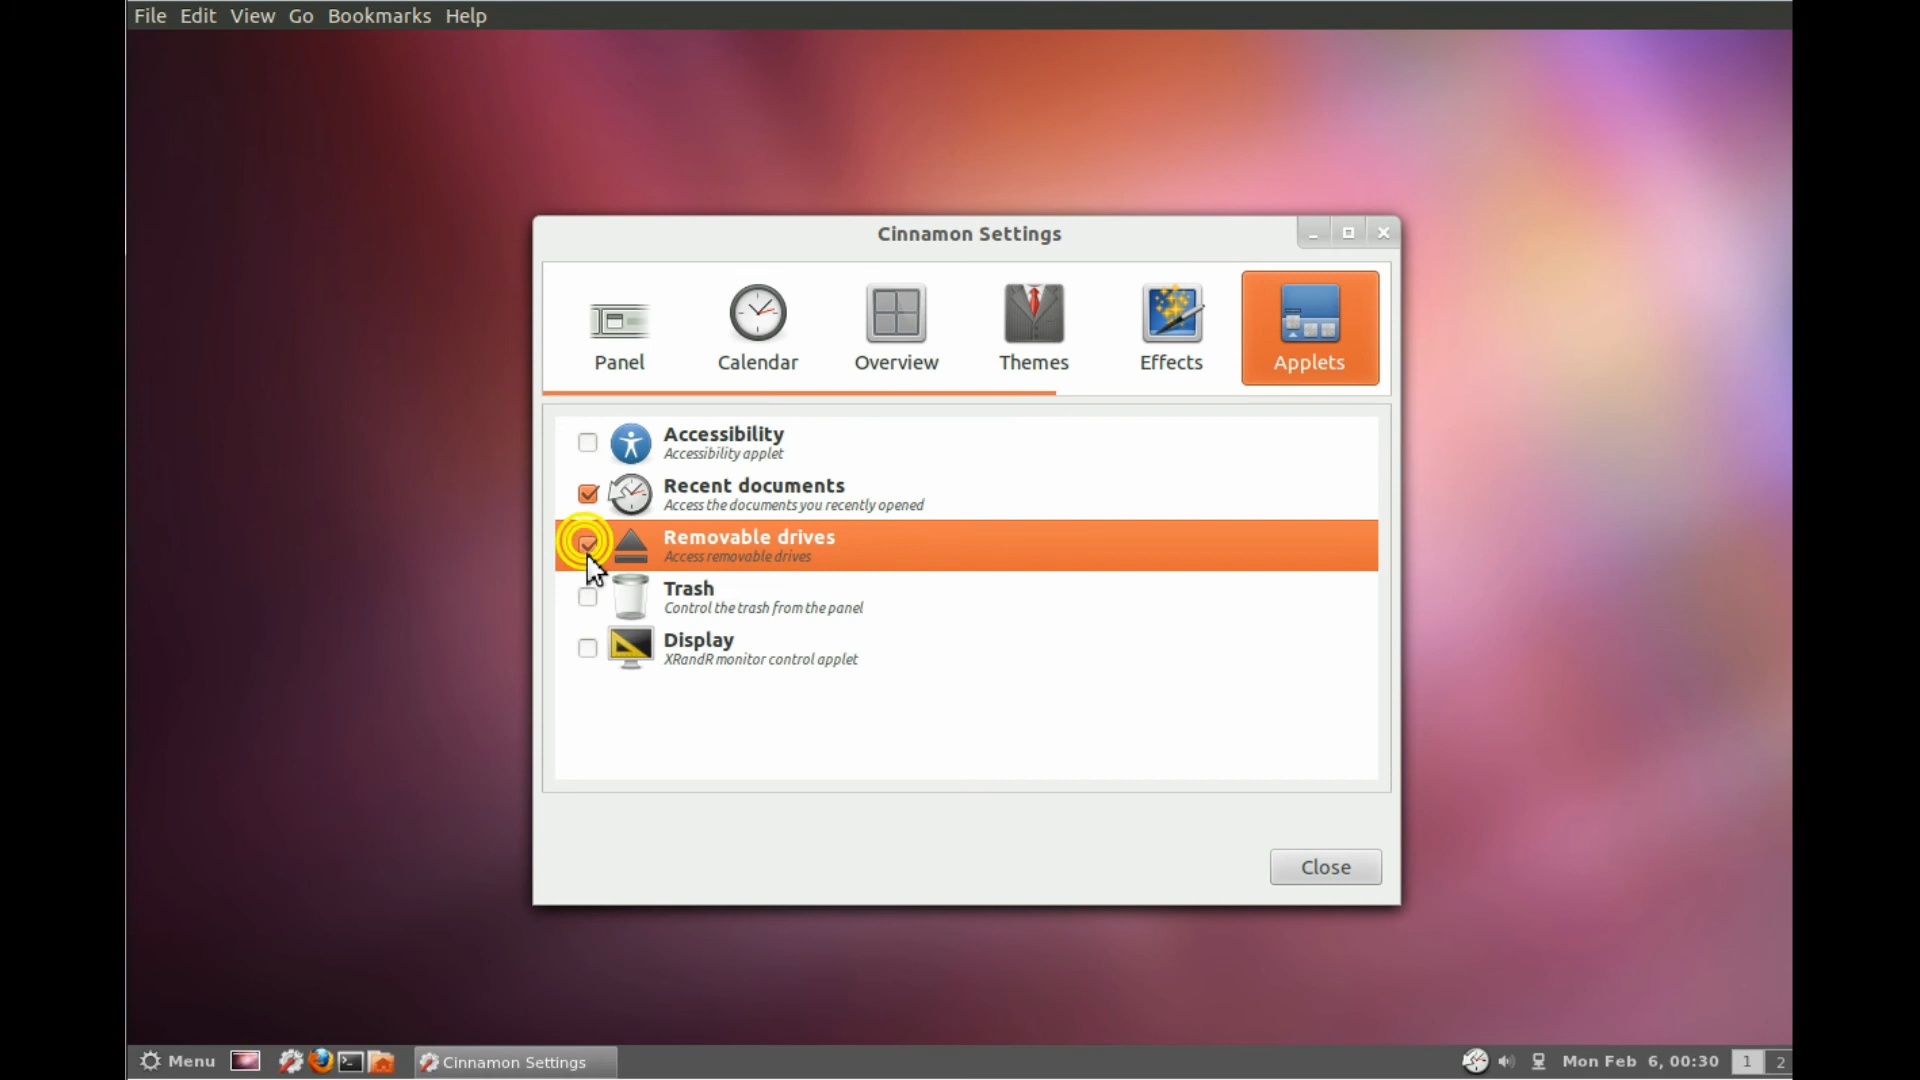 File Edit View Go Bookmarks Help
Cinnamon Settings
Panel Calendar Overview Themes Effects Applets
Accessibility
Accessibility applet
Recent documents
Access the documents you recently opened
Removable drives
Access removable drives
Trash
Control the trash from the panel
Display
XRandR monitor control applet
Close
Menu Cinnamon Settings Mon Feb 6, 00:30 1 2